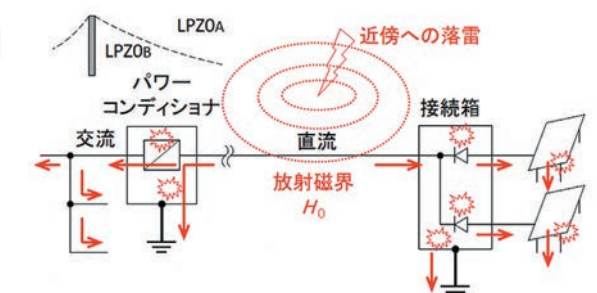 LPZ0A
LPZ0B
近傍への落雷
パワー
コンディショナ
接続箱
交流
直流
放射磁界
H0